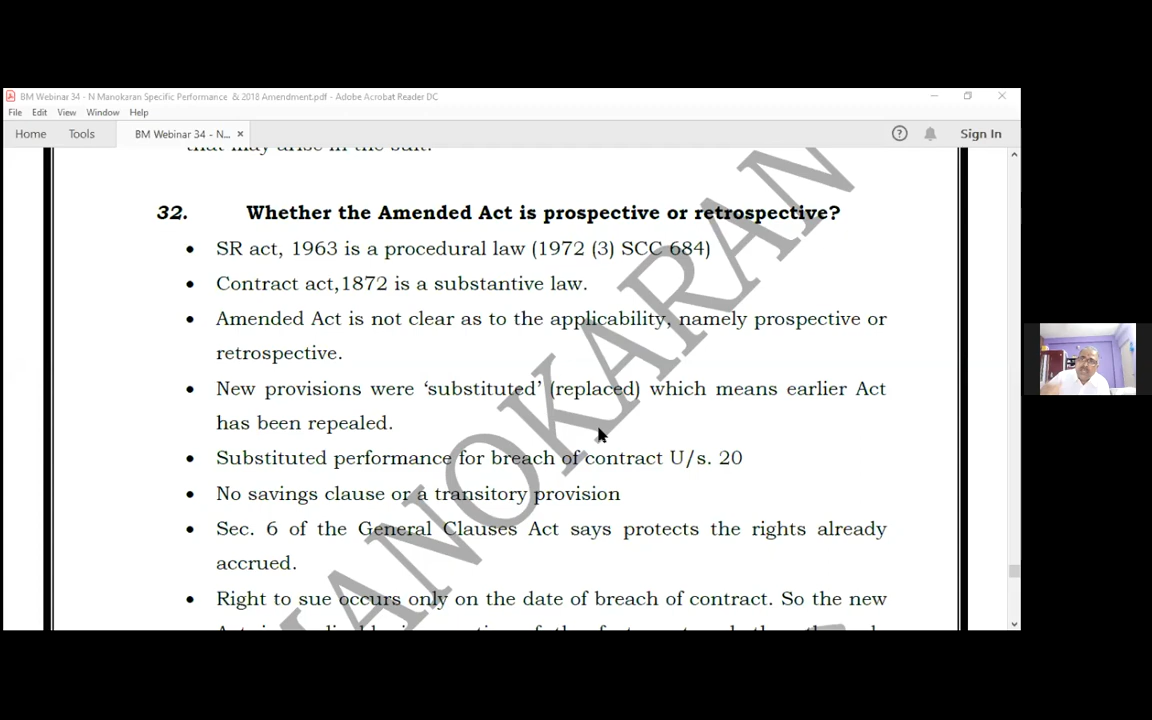 BM Webinar 34 - N Manokaran Specific Performance & 2018 Amendment.pdf - Adobe Acrobat Reader DC
File Edit View Window Help
Home Tools BM Webinar 34 - N... × Sign In
that may arise in the suit.
32. Whether the Amended Act is prospective or retrospective?
• SR act, 1963 is a procedural law (1972 (3) SCC 684)
• Contract act,1872 is a substantive law.
• Amended Act is not clear as to the applicability, namely prospective or
retrospective.
• New provisions were ‘substituted’ (replaced) which means earlier Act
has been repealed.
• Substituted performance for breach of contract U/s. 20
• No savings clause or a transitory provision
• Sec. 6 of the General Clauses Act says protects the rights already
accrued.
• Right to sue occurs only on the date of breach of contract. So the new
MANOKARAN